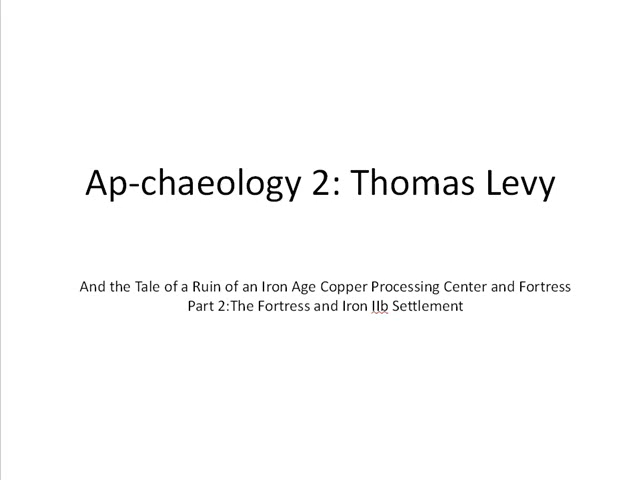 Ap-chaeology 2: Thomas Levy
And the Tale of a Ruin of an Iron Age Copper Processing Center and Fortress
Part 2:The Fortress and Iron IIb Settlement